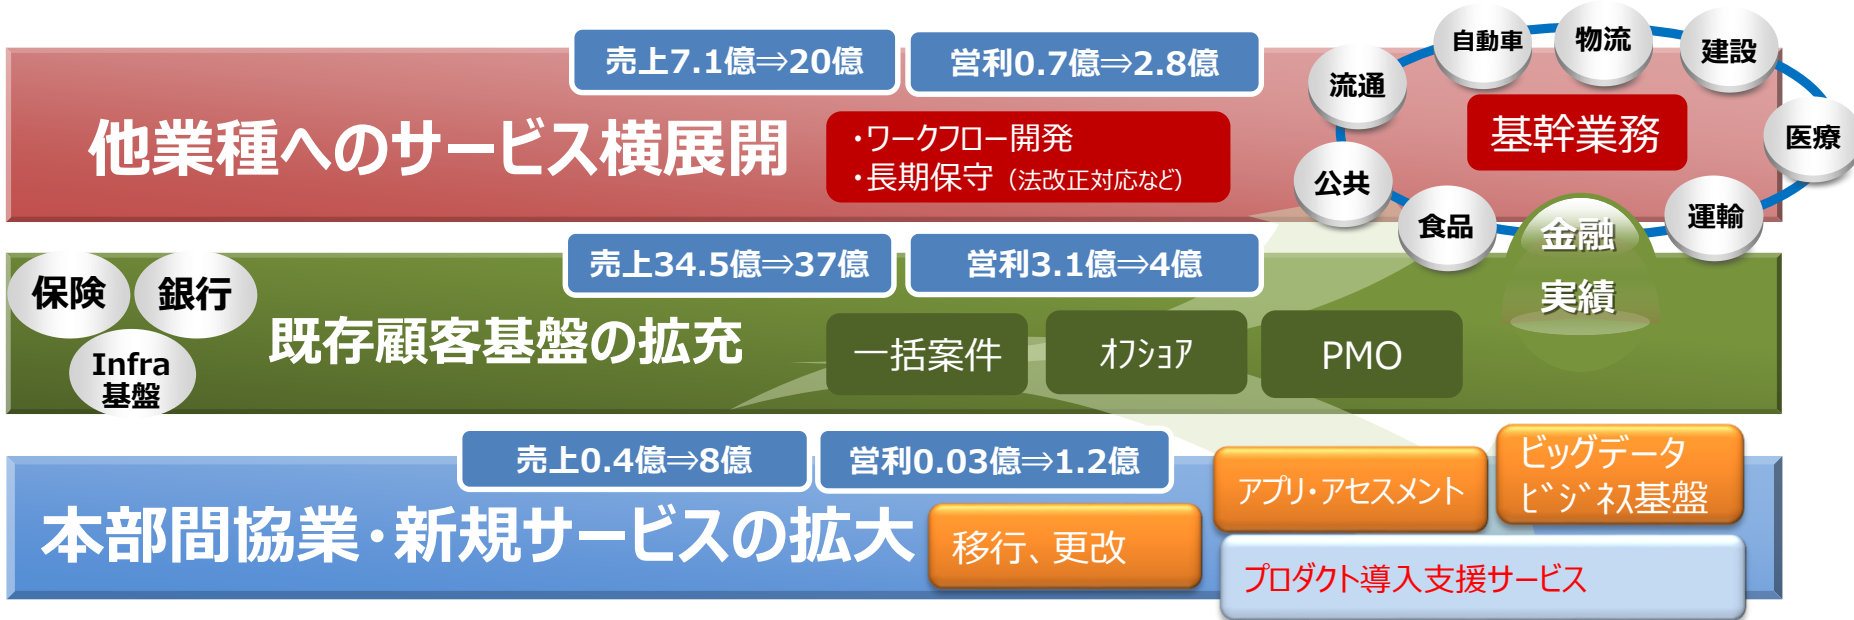 売上7.1億⇒20億
営利0.7億⇒2.8億
他業種へのサービス横展開
・ワークフロー開発
・長期保守（法改正対応など）
自動車
物流
建設
流通
基幹業務
医療
公共
食品
運輸
金融
実績
売上34.5億⇒37億
営利3.1億⇒4億
保険
銀行
Infra
基盤
既存顧客基盤の拡充
一括案件
ｵﾌｼｮｱ
PMO
売上0.4億⇒8億
営利0.03億⇒1.2億
本部間協業・新規サービスの拡大
移行、更改
アプリ・アセスメント
ビッグデータ
ﾋﾞｼﾞﾈｽ基盤
プロダクト導入支援サービス